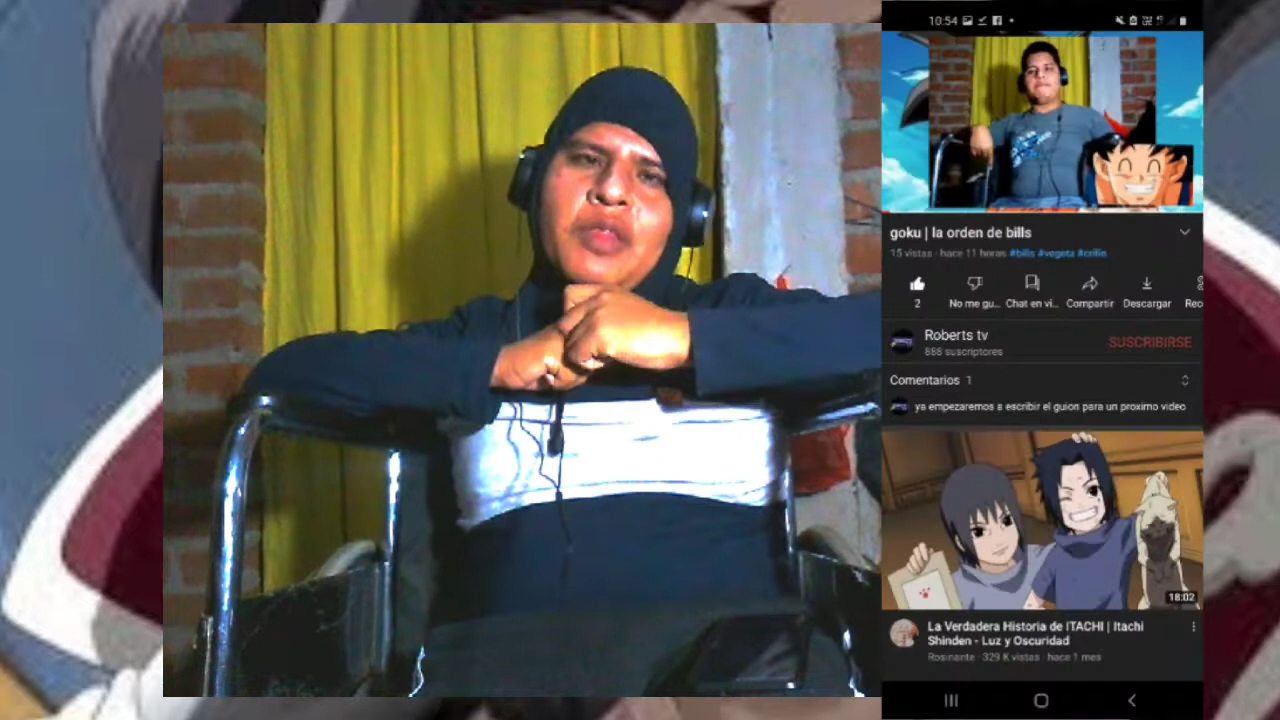 10:54
goku | la orden de bills
15 vistas · hace 11 horas #bills #vegeta #crilin
2
No me gu...
Chat en vi...
Compartir
Descargar
Rec
Roberts tv
SUSCRIBIRSE
888 suscriptores
Comentarios 1
ya empezaremos a escribir el guion para un proximo video
18:02
La Verdadera Historia de ITACHI | Itachi
Shinden - Luz y Oscuridad
Rosinante · 329 K vistas · hace 1 mes